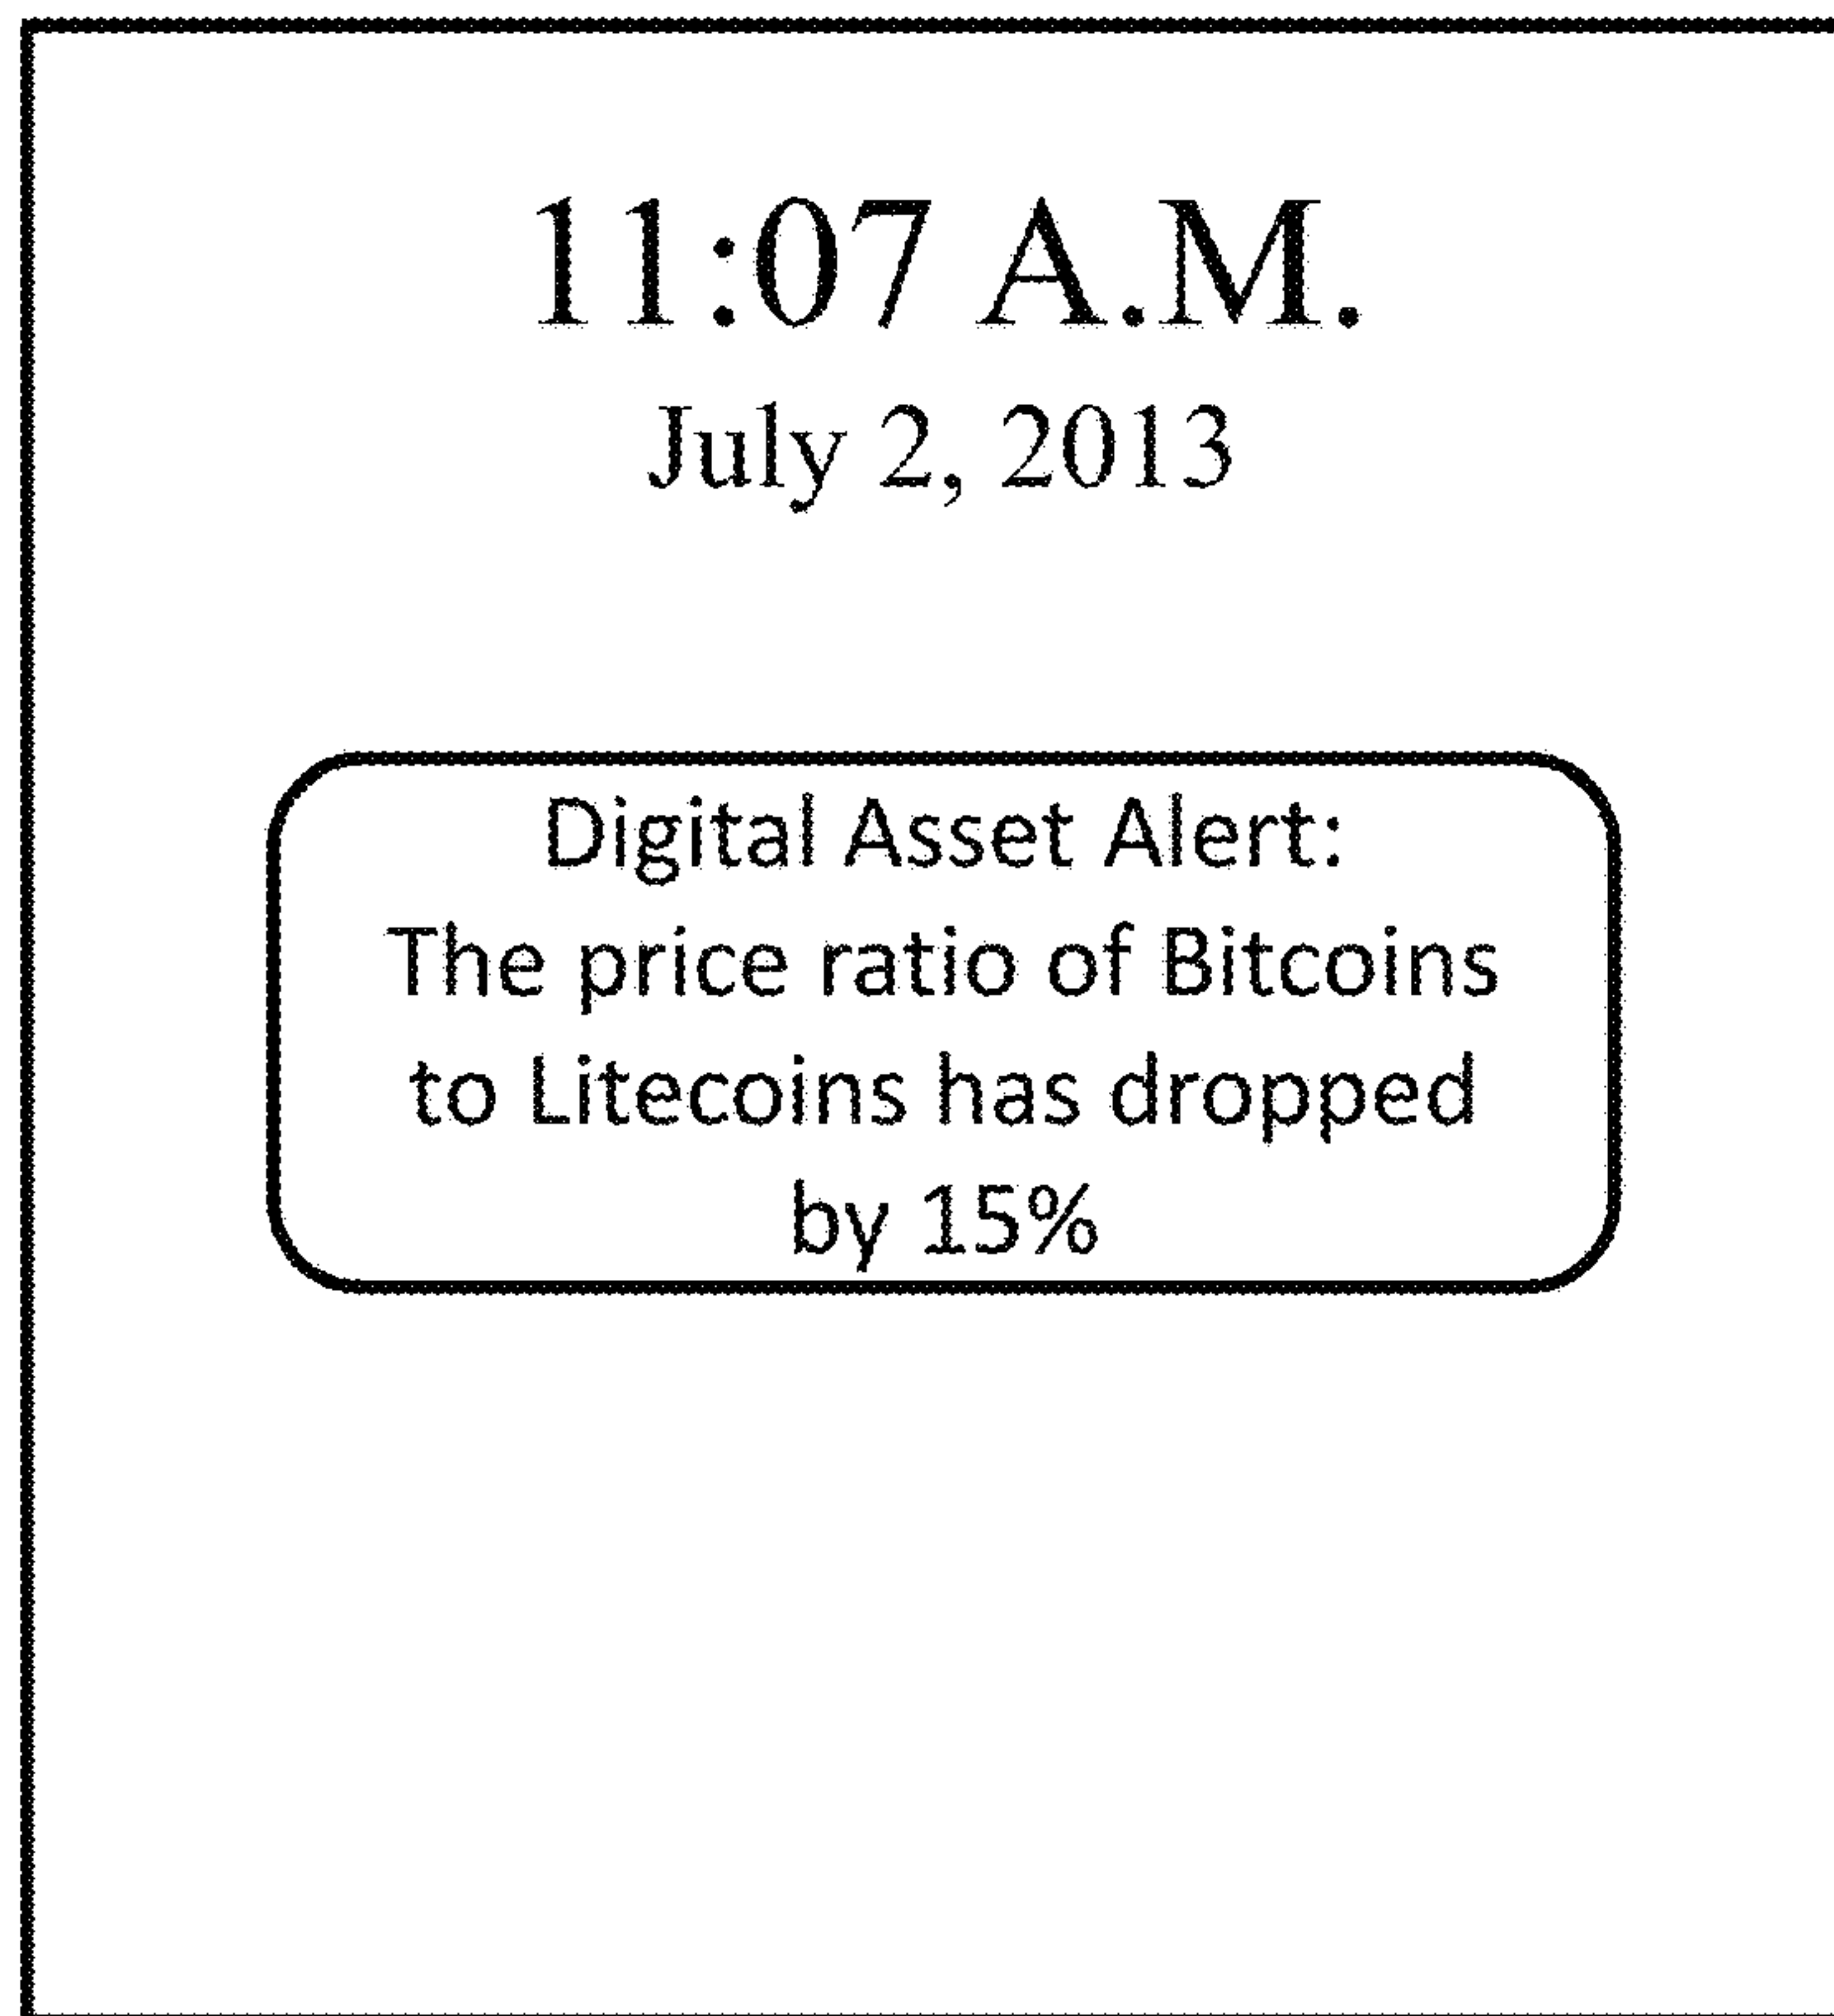 11:07 A.M.
July 2, 2013
Digital Asset Alert:
The price ratio of Bitcoins
to Litecoins has dropped
by 15%